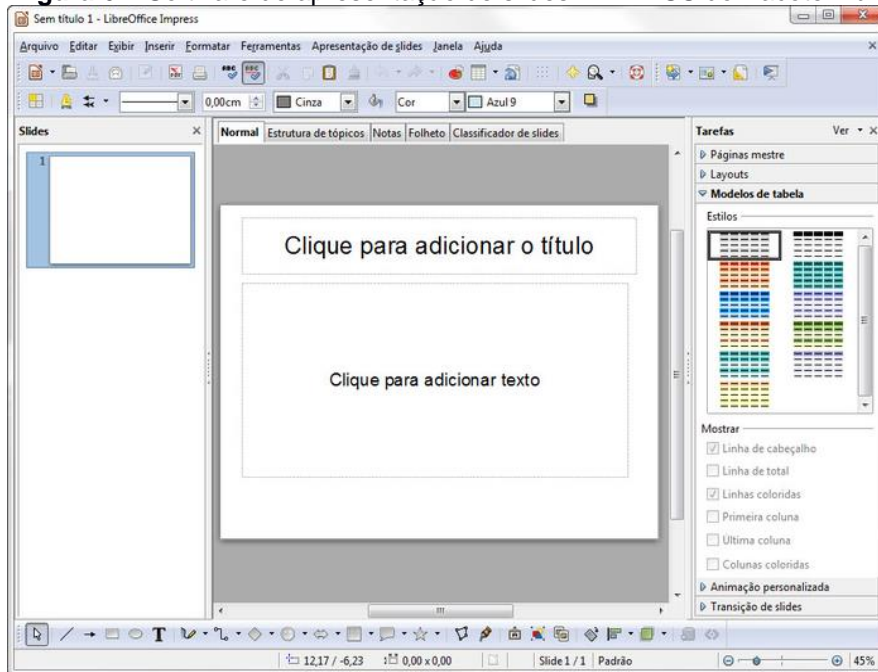 Sem título 1 - LibreOffice Impress
Arquivo Editar Exibir Inserir Formatar Ferramentas Apresentação de slides Janela Ajuda
0,00cm Cinza Cor Azul 9
Slides
1
Normal Estrutura de tópicos Notas Folheto Classificador de slides
Clique para adicionar o título
Clique para adicionar texto
Tarefas Ver
Páginas mestre
Layouts
Modelos de tabela
Estilos
Mostrar
Linha de cabeçalho
Linha de total
Linhas coloridas
Primeira coluna
Última coluna
Colunas coloridas
Animação personalizada
Transição de slides
12,17 / -6,23 0,00 x 0,00 Slide 1 / 1 Padrão 45%